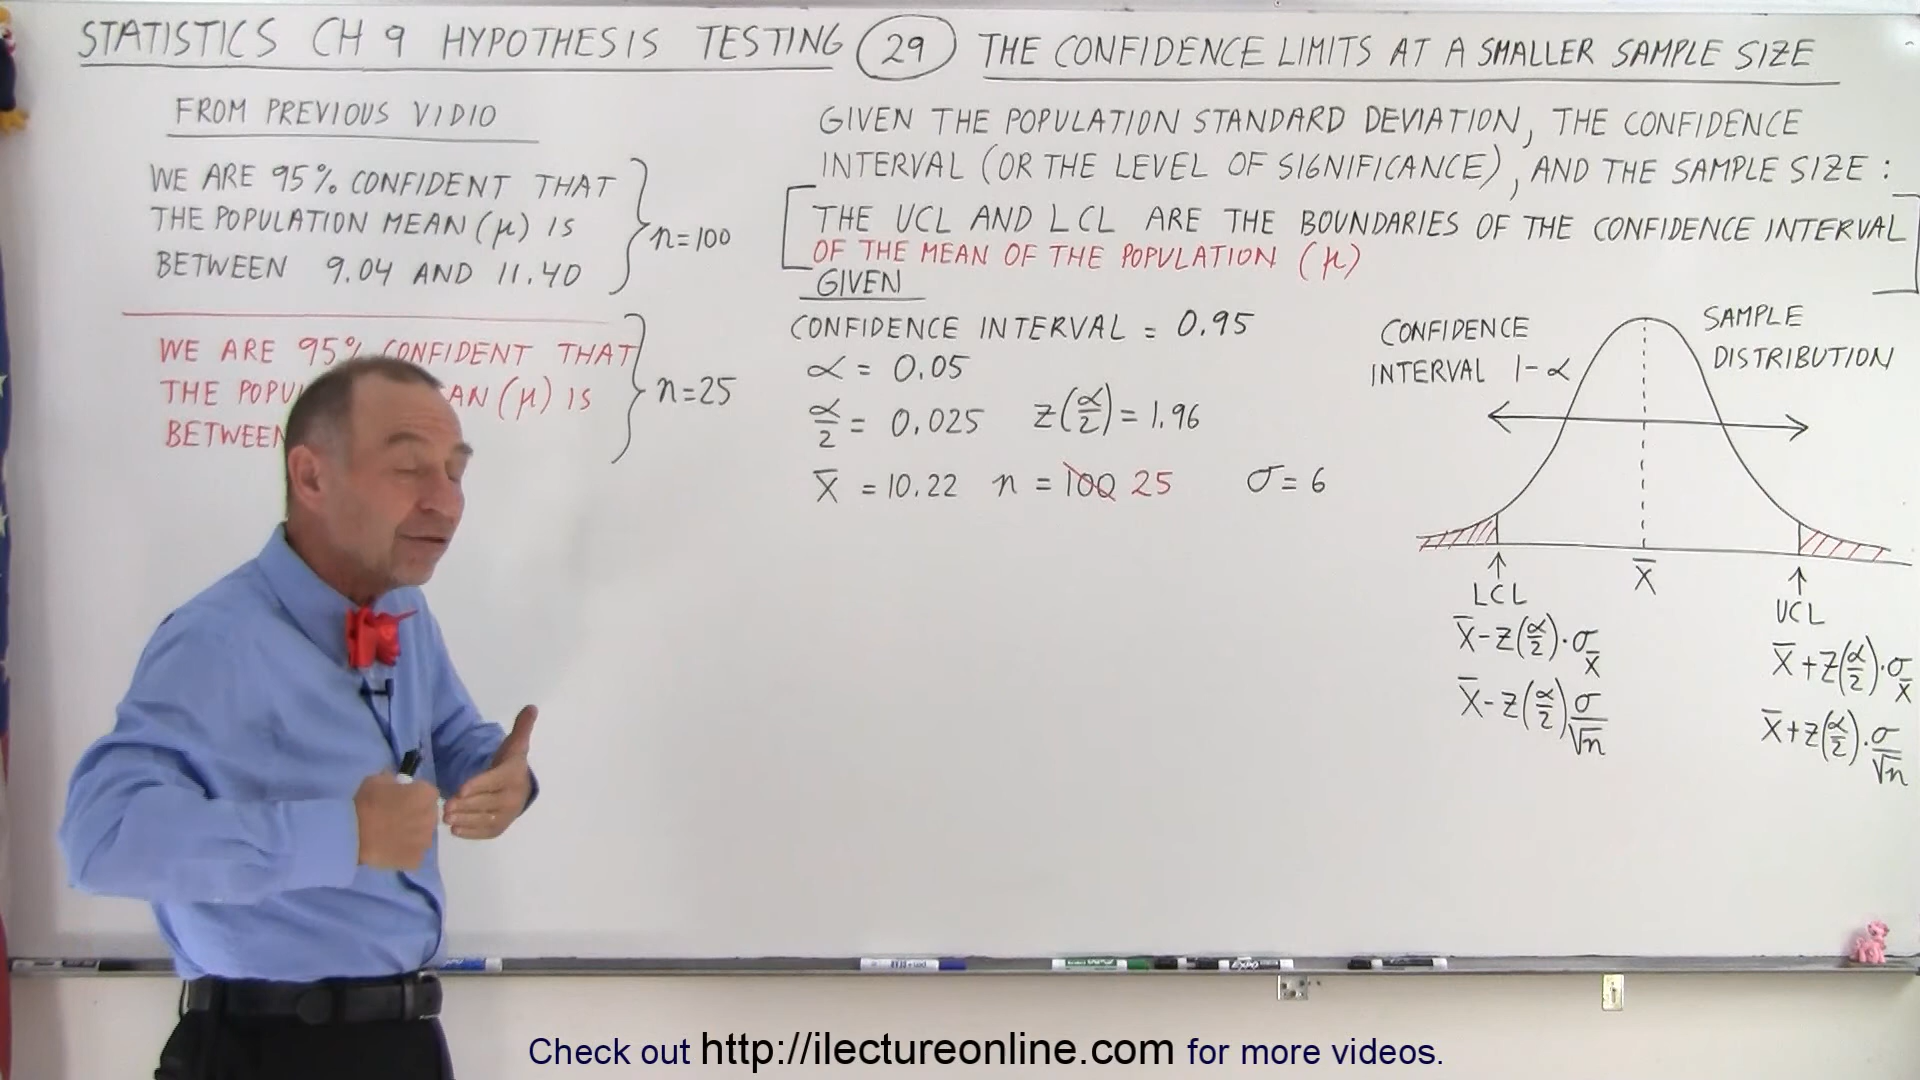 STATISTICS CH 9 HYPOTHESIS TESTING 29 THE CONFIDENCE LIMITS AT A SMALLER SAMPLE SIZE
FROM PREVIOUS VIDIO
WE ARE 95% CONFIDENT THAT
THE POPULATION MEAN (μ) IS
BETWEEN 9.04 AND 11.40
n=100
WE ARE 95% CONFIDENT THAT
THE POPU AN (μ) IS
BETWEEN
n=25
GIVEN THE POPULATION STANDARD DEVIATION, THE CONFIDENCE
INTERVAL (OR THE LEVEL OF SIGNIFICANCE), AND THE SAMPLE SIZE :
THE UCL AND LCL ARE THE BOUNDARIES OF THE CONFIDENCE INTERVAL
OF THE MEAN OF THE POPULATION (μ)
GIVEN
CONFIDENCE INTERVAL = 0.95
α = 0.05
α/2 = 0.025 z(α/2) = 1.96
x̄ = 10.22 n = 100 25 σ = 6
CONFIDENCE
INTERVAL 1-α
SAMPLE
DISTRIBUTION
LCL
x̄ - z(α/2)·σx̄
x̄ - z(α/2) σ/√n
x̄
UCL
x̄ + z(α/2)·σx̄
x̄ + z(α/2)·σ/√n
Check out http://ilectureonline.com for more videos.